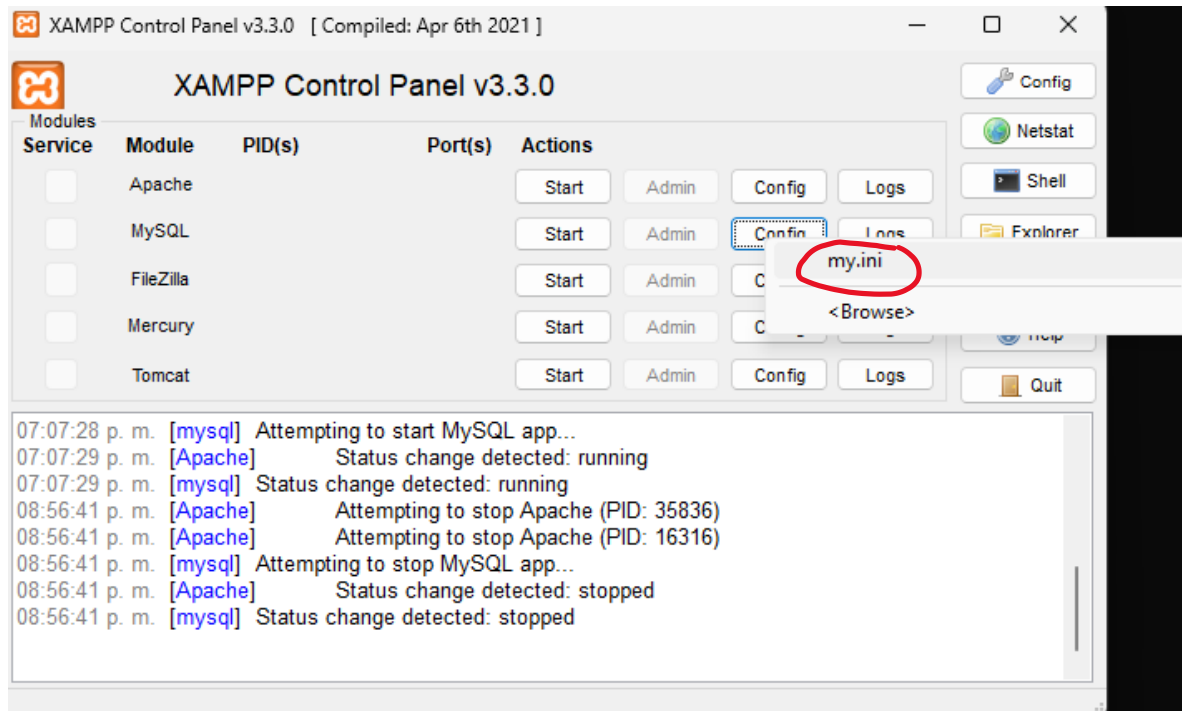 XAMPP Control Panel v3.3.0 [ Compiled: Apr 6th 2021 ]
XAMPP Control Panel v3.3.0
Config
Modules
Service Module PID(s) Port(s) Actions
Netstat
Apache Start Admin Config Logs
Shell
MySQL Start Admin Config Logs
Explorer
my.ini
FileZilla Start Admin
<Browse>
Mercury Start Admin
Help
Tomcat Start Admin Config Logs
Quit
07:07:28 p. m. [mysql] Attempting to start MySQL app...
07:07:29 p. m. [Apache] Status change detected: running
07:07:29 p. m. [mysql] Status change detected: running
08:56:41 p. m. [Apache] Attempting to stop Apache (PID: 35836)
08:56:41 p. m. [Apache] Attempting to stop Apache (PID: 16316)
08:56:41 p. m. [mysql] Attempting to stop MySQL app...
08:56:41 p. m. [Apache] Status change detected: stopped
08:56:41 p. m. [mysql] Status change detected: stopped